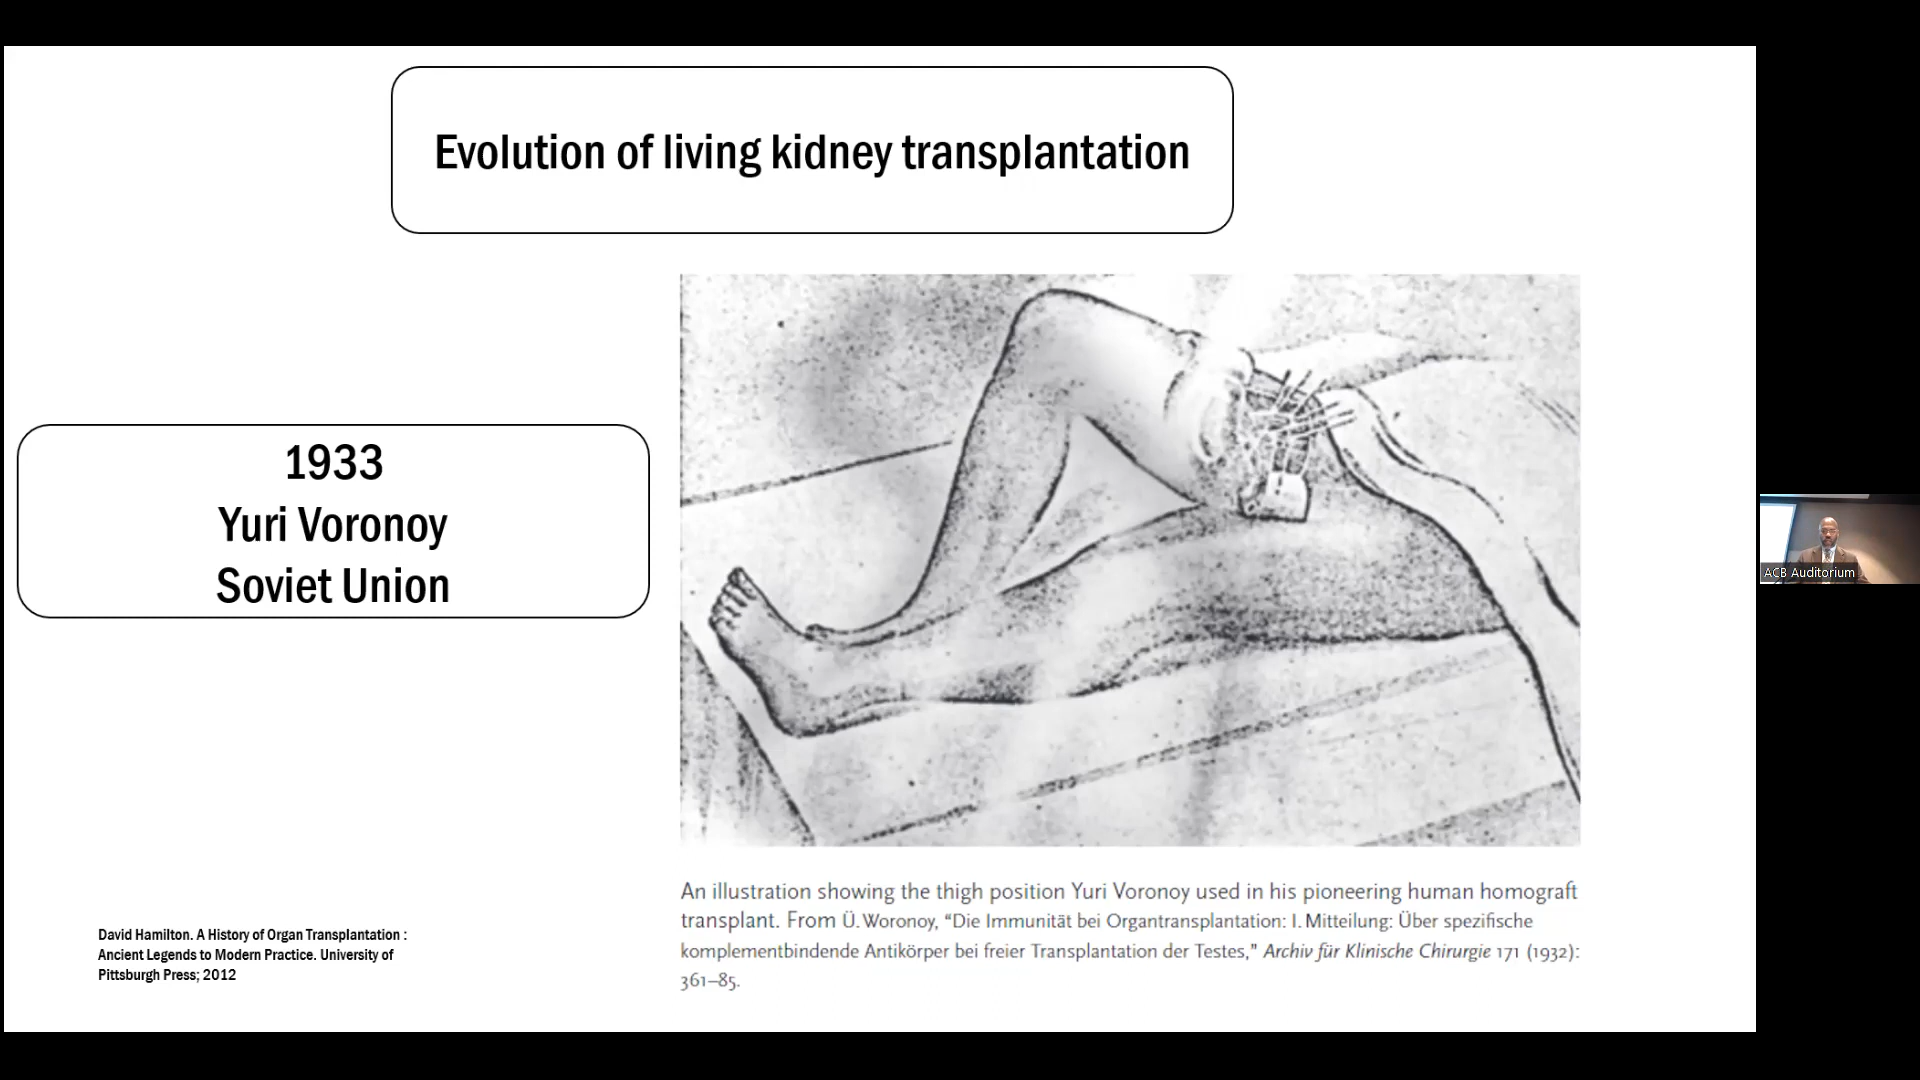 Evolution of living kidney transplantation
1933
Yuri Voronoy
Soviet Union
An illustration showing the thigh position Yuri Voronoy used in his pioneering human homograft
transplant. From Ü. Woronoy, “Die Immunität bei Organtransplantation: I. Mitteilung: Über spezifische
komplementbindende Antikörper bei freier Transplantation der Testes,” Archiv für Klinische Chirurgie 171 (1932):
361–85.
David Hamilton. A History of Organ Transplantation :
Ancient Legends to Modern Practice. University of
Pittsburgh Press; 2012
ACB Auditorium